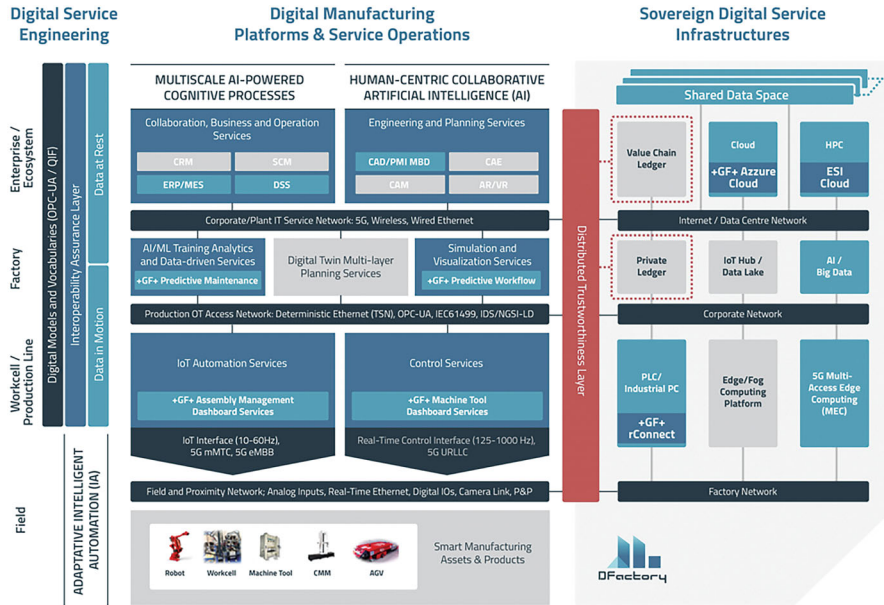 Digital Service
Engineering
Digital Manufacturing
Platforms & Service Operations
Sovereign Digital Service
Infrastructures
Enterprise /
Ecosystem
Factory
Workcell /
Production Line
Field
Digital Models and Vocabularies (OPC-UA / QIF)
Interoperability Assurance Layer
Data at Rest
Data in Motion
ADAPTATIVE INTELLIGENT
AUTOMATION (IA)
MULTISCALE AI-POWERED
COGNITIVE PROCESSES
HUMAN-CENTRIC COLLABORATIVE
ARTIFICIAL INTELLIGENCE (AI)
Collaboration, Business and Operation
Services
CRM
SCM
ERP/MES
DSS
Engineering and Planning Services
CAD/PMI MBD
CAE
CAM
AR/VR
Corporate/Plant IT Service Network: 5G, Wireless, Wired Ethernet
AI/ML Training Analytics
and Data-driven Services
+GF+ Predictive Maintenance
Digital Twin Multi-layer
Planning Services
Simulation and
Visualization Services
+GF+ Predictive Workflow
Production OT Access Network: Deterministic Ethernet (TSN), OPC-UA, IEC61499, IDS/NGSI-LD
IoT Automation Services
+GF+ Assembly Management
Dashboard Services
IoT Interface (10-60Hz),
5G mMTC, 5G eMBB
Control Services
+GF+ Machine Tool
Dashboard Services
Real-Time Control Interface (125-1000 Hz),
5G URLLC
Field and Proximity Network; Analog Inputs, Real-Time Ethernet, Digital IOs, Camera Link, P&P
Robot
Workcell
Machine Tool
CMM
AGV
Smart Manufacturing
Assets & Products
Distributed Trustworthiness Layer
Shared Data Space
Value Chain
Ledger
Cloud
+GF+ Azzure
Cloud
HPC
ESI
Cloud
Internet / Data Centre Network
Private
Ledger
IoT Hub /
Data Lake
AI /
Big Data
Corporate Network
PLC/
Industrial PC
+GF+
rConnect
Edge/Fog
Computing
Platform
5G Multi-
Access Edge
Computing
(MEC)
Factory Network
DFactory